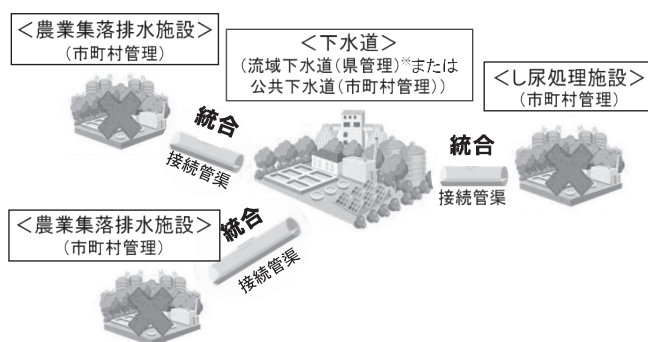 ＜農業集落排水施設＞
(市町村管理)
＜下水道＞
(流域下水道(県管理)※または
公共下水道(市町村管理))
＜し尿処理施設＞
(市町村管理)
統合
接続管渠
統合
接続管渠
＜農業集落排水施設＞
(市町村管理)
統合
接続管渠